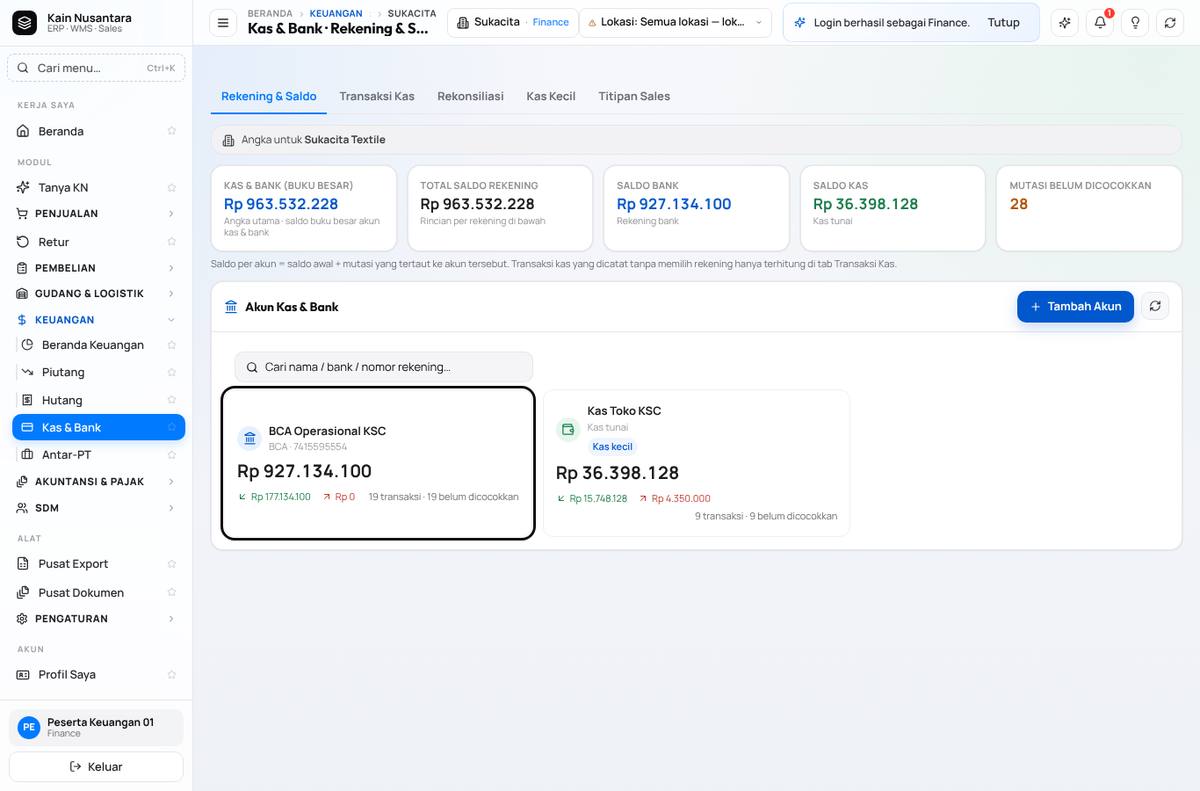 Kain Nusantara
ERP · WMS · Sales
Cari menu...
Ctrl+K
KERJA SAYA
Beranda
MODUL
Tanya KN
PENJUALAN
Retur
PEMBELIAN
GUDANG & LOGISTIK
KEUANGAN
Beranda Keuangan
Piutang
Hutang
Kas & Bank
Antar-PT
AKUNTANSI & PAJAK
SDM
ALAT
Pusat Export
Pusat Dokumen
PENGATURAN
AKUN
Profil Saya
PE
Peserta Keuangan 01
Finance
Keluar
BERANDA › KEUANGAN › › SUKACITA
Kas & Bank · Rekening & S...
Sukacita · Finance
Lokasi: Semua lokasi — lok...
Login berhasil sebagai Finance.
Tutup
1
Rekening & Saldo
Transaksi Kas
Rekonsiliasi
Kas Kecil
Titipan Sales
Angka untuk Sukacita Textile
KAS & BANK (BUKU BESAR)
Rp 963.532.228
Angka utama · saldo buku besar akun
kas & bank
TOTAL SALDO REKENING
Rp 963.532.228
Rincian per rekening di bawah
SALDO BANK
Rp 927.134.100
Rekening bank
SALDO KAS
Rp 36.398.128
Kas tunai
MUTASI BELUM DICOCOKKAN
28
Saldo per akun = saldo awal + mutasi yang tertaut ke akun tersebut. Transaksi kas yang dicatat tanpa memilih rekening hanya terhitung di tab Transaksi Kas.
Akun Kas & Bank
Tambah Akun
Cari nama / bank / nomor rekening...
BCA Operasional KSC
BCA · 7415595554
Rp 927.134.100
Rp 177.134.100
Rp 0
19 transaksi · 19 belum dicocokkan
Kas Toko KSC
Kas tunai
Kas kecil
Rp 36.398.128
Rp 15.748.128
Rp 4.350.000
9 transaksi · 9 belum dicocokkan